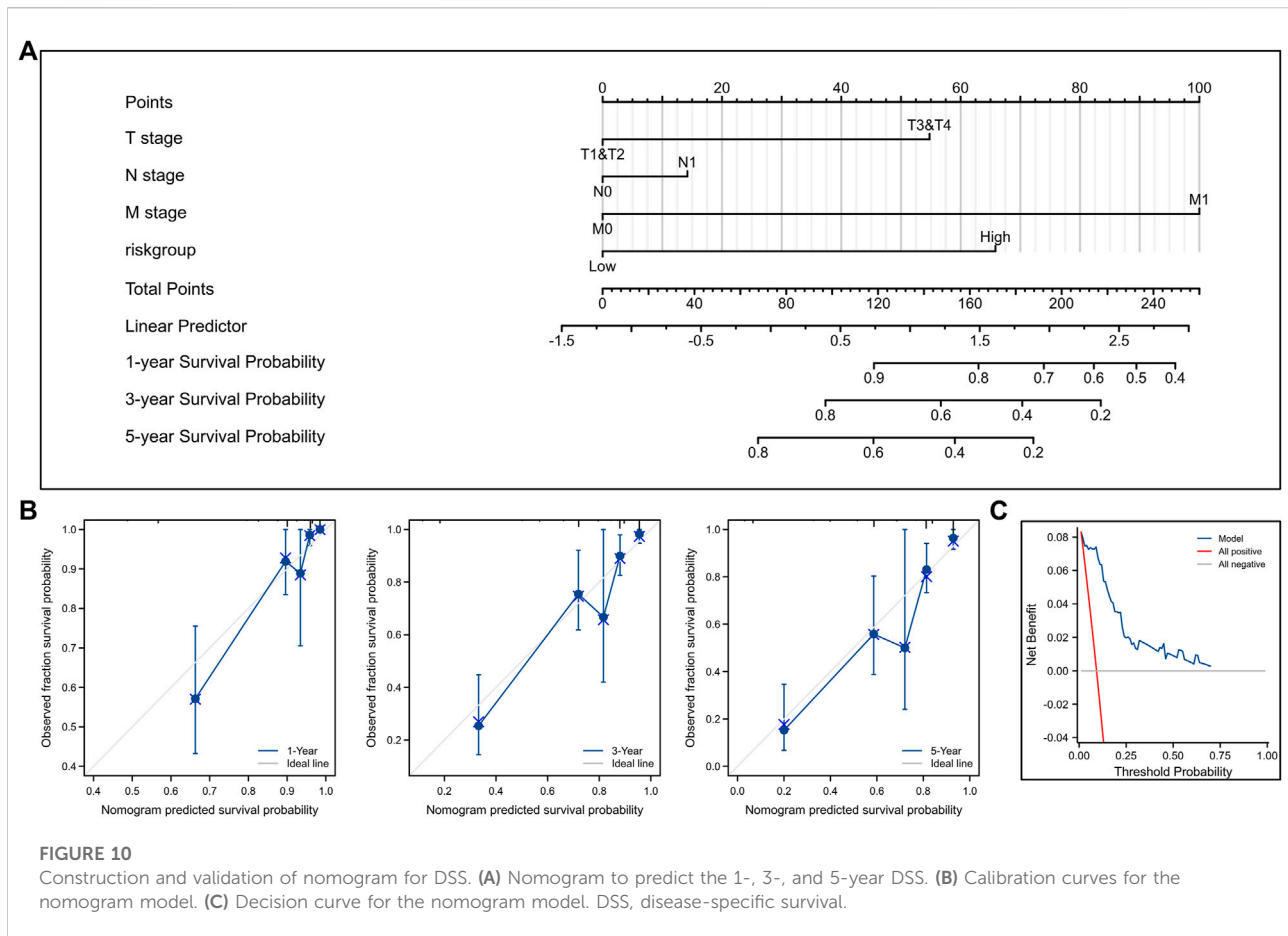 A
Points
0 20 40 60 80 100
T stage
T3&T4
T1&T2
N stage
N1
N0
M stage
M1
M0
riskgroup
High
Low
Total Points
0 40 80 120 160 200 240
Linear Predictor
-1.5 -0.5 0.5 1.5 2.5
1-year Survival Probability
0.9 0.8 0.7 0.6 0.5 0.4
3-year Survival Probability
0.8 0.6 0.4 0.2
5-year Survival Probability
0.8 0.6 0.4 0.2
B
Observed fraction survival probability
1.0
0.9
0.8
0.7
0.6
0.5
0.4
1-Year
Ideal line
0.4 0.5 0.6 0.7 0.8 0.9 1.0
Nomogram predicted survival probability
Observed fraction survival probability
1.0
0.8
0.6
0.4
0.2
3-Year
Ideal line
0.2 0.4 0.6 0.8 1.0
Nomogram predicted survival probability
Observed fraction survival probability
1.0
0.8
0.6
0.4
0.2
0.0
5-Year
Ideal line
0.0 0.2 0.4 0.6 0.8 1.0
Nomogram predicted survival probability
C
Net Benefit
0.08
0.06
0.04
0.02
0.00
-0.02
-0.04
Model
All positive
All negative
0.00 0.25 0.50 0.75 1.00
Threshold Probability
FIGURE 10
Construction and validation of nomogram for DSS. (A) Nomogram to predict the 1-, 3-, and 5-year DSS. (B) Calibration curves for the
nomogram model. (C) Decision curve for the nomogram model. DSS, disease-specific survival.